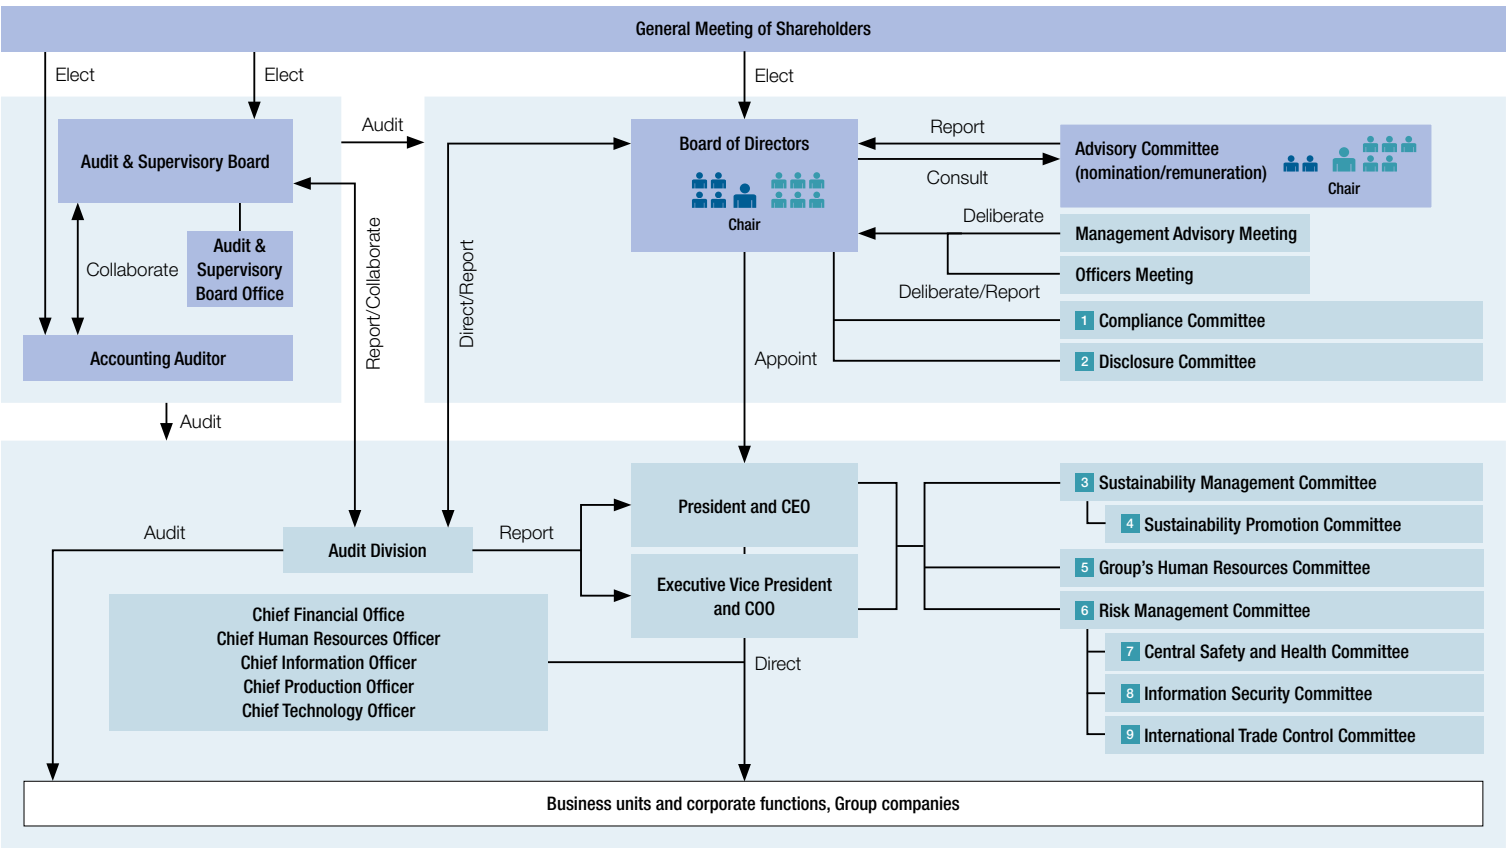 General Meeting of Shareholders
Elect
Elect
Elect
Audit & Supervisory Board
Audit &
Supervisory
Board Office
Collaborate
Accounting Auditor
Audit
Audit
Report/Collaborate
Direct/Report
Board of Directors
Chair
Report
Consult
Advisory Committee
(nomination/remuneration)
Chair
Deliberate
Management Advisory Meeting
Officers Meeting
Deliberate/Report
1 Compliance Committee
2 Disclosure Committee
Appoint
President and CEO
Executive Vice President
and COO
Audit
Audit Division
Report
Chief Financial Office
Chief Human Resources Officer
Chief Information Officer
Chief Production Officer
Chief Technology Officer
Direct
3 Sustainability Management Committee
4 Sustainability Promotion Committee
5 Group's Human Resources Committee
6 Risk Management Committee
7 Central Safety and Health Committee
8 Information Security Committee
9 International Trade Control Committee
Business units and corporate functions, Group companies